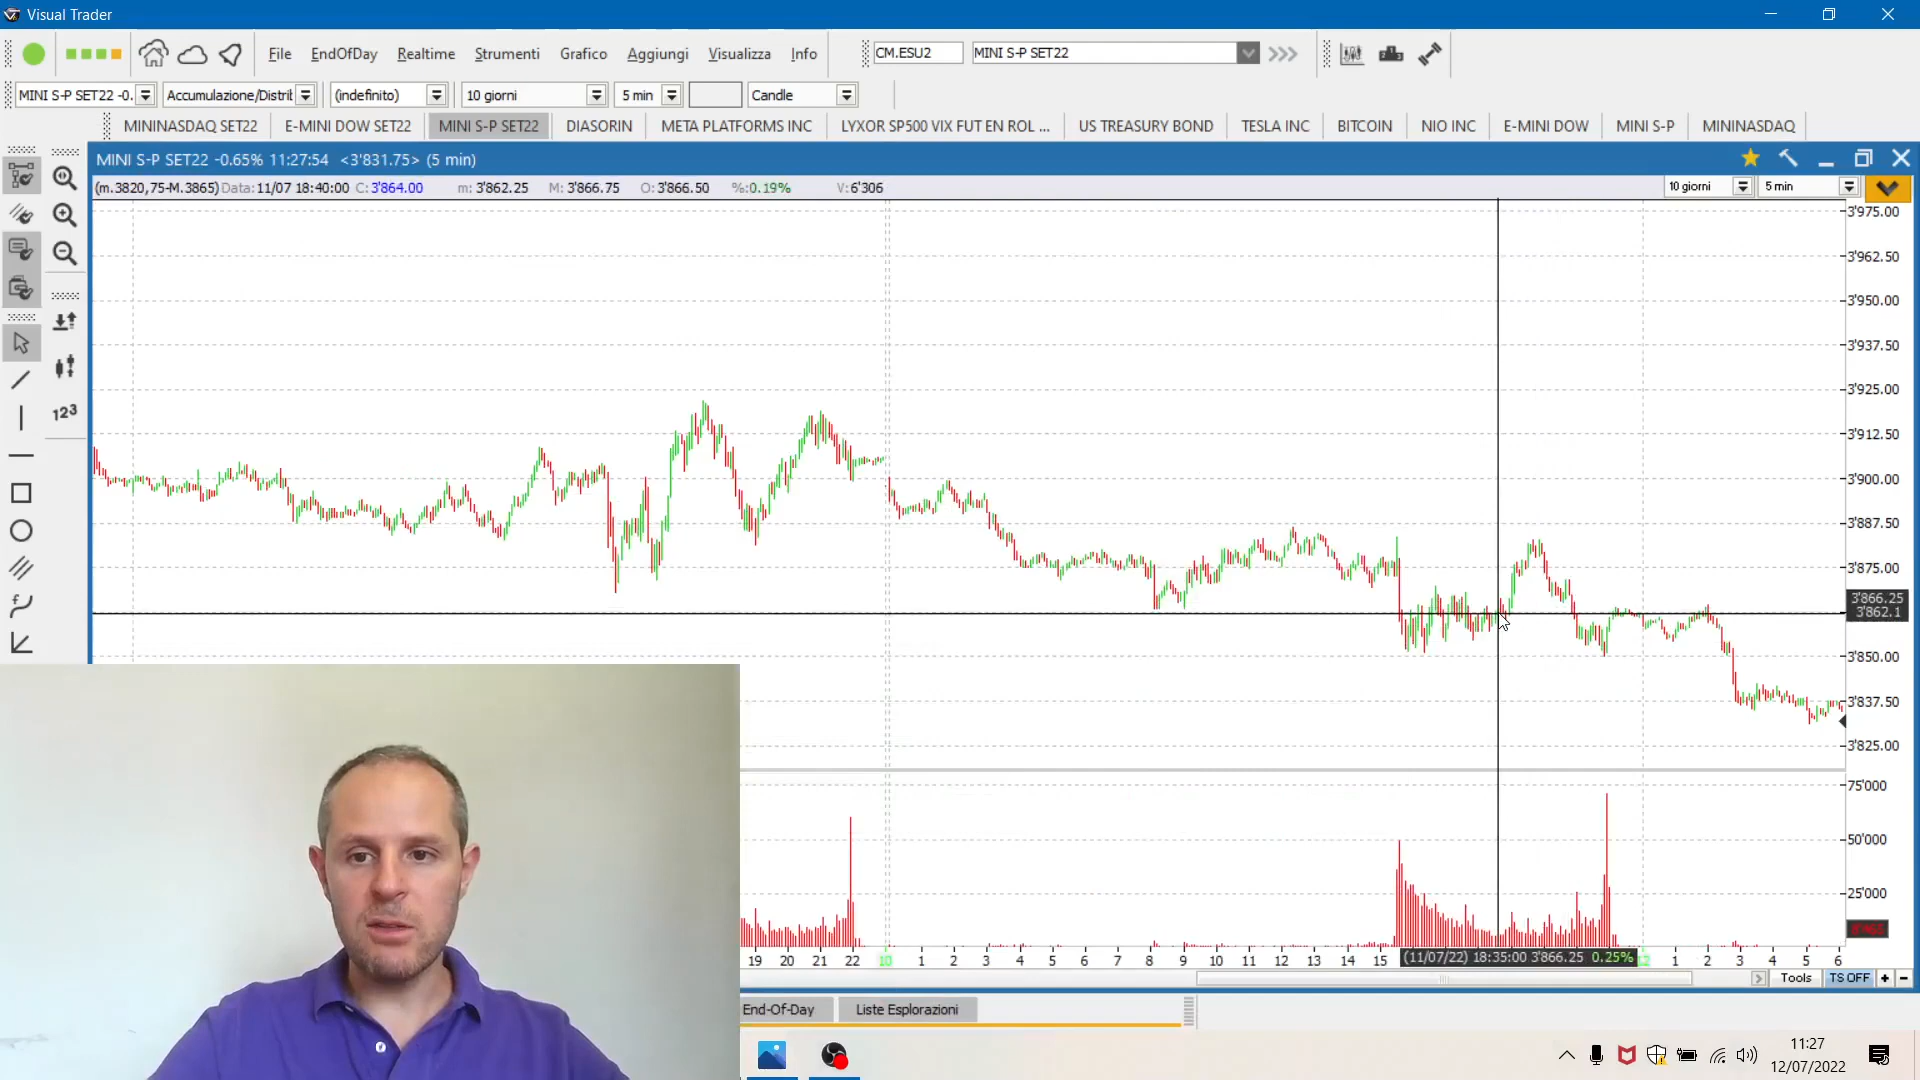 Visual Trader
File EndOfDay Realtime Strumenti Grafico Aggiungi Visualizza Info CM.ESU2 MINI S-P SET22
MINI S-P SET22 -0. Accumulazione/Distrib (indefinito) 10 giorni 5 min Candle
MININASDAQ SET22 E-MINI DOW SET22 MINI S-P SET22 DIASORIN META PLATFORMS INC LYXOR SP500 VIX FUT EN ROL ... US TREASURY BOND TESLA INC BITCOIN NIO INC E-MINI DOW MINI S-P MININASDAQ
MINI S-P SET22 -0.65% 11:27:54 <3'831.75> (5 min)
(m.3820,75-M.3865) Data: 11/07 18:40:00 C: 3'864.00 m: 3'862.25 M: 3'866.75 O: 3'866.50 %: 0.19% V: 6'306 10 giorni 5 min
3'975.00
3'962.50
3'950.00
3'937.50
3'925.00
3'912.50
3'900.00
3'887.50
3'875.00
3'866.25
3'862.1
3'850.00
3'837.50
3'825.00
75'000
50'000
25'000
19 20 21 22 10 1 2 3 4 5 6 7 8 9 10 11 12 13 14 15 (11/07/22) 18:35:00 3'866.25 0.25% 12 1 2 3 4 5 6
Tools TS OFF + -
End-Of-Day Liste Esplorazioni
11:27
12/07/2022
123